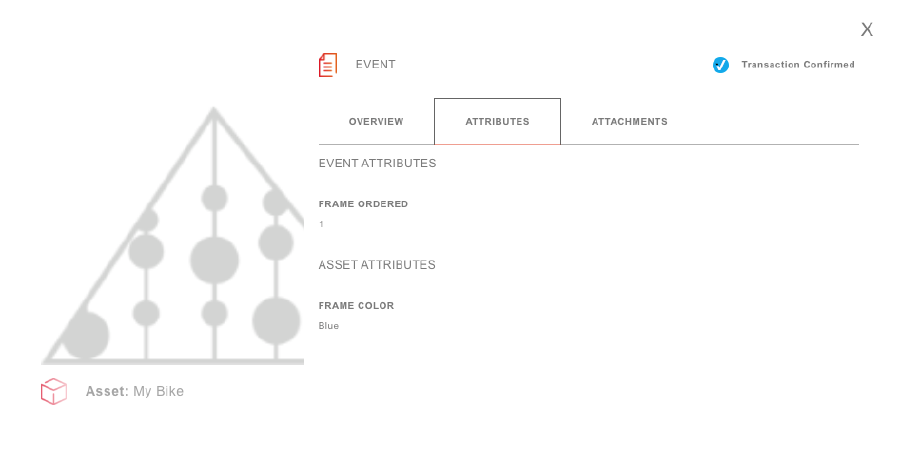 X
EVENT
Transaction Confirmed
OVERVIEW ATTRIBUTES ATTACHMENTS
EVENT ATTRIBUTES
FRAME ORDERED
1
ASSET ATTRIBUTES
FRAME COLOR
Blue
Asset: My Bike